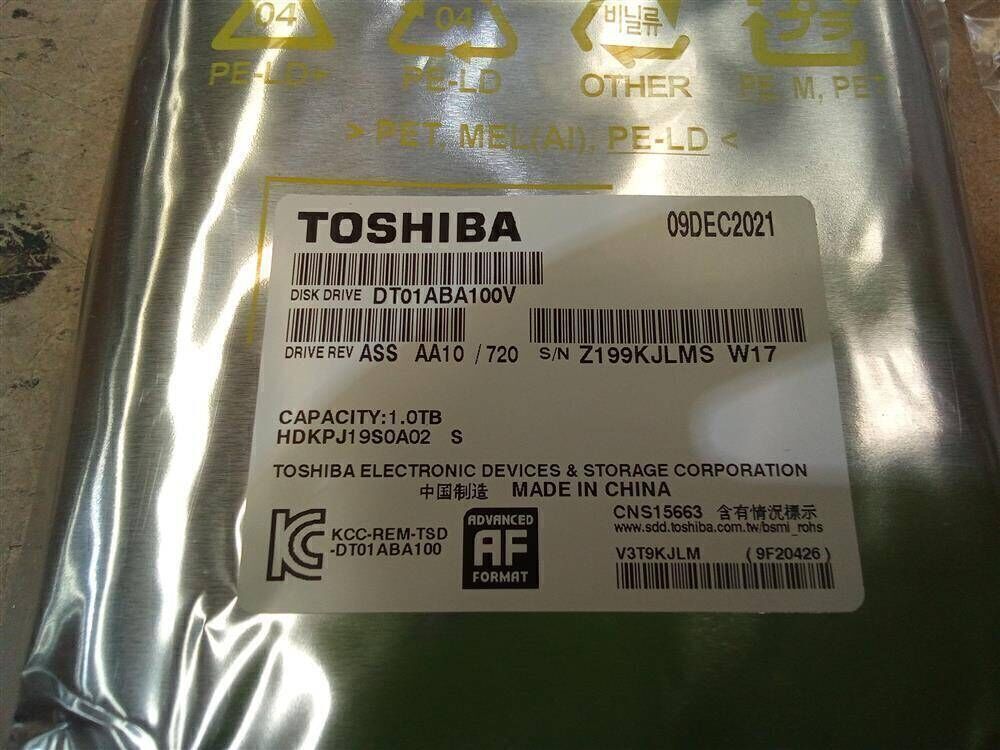 04 04 비닐류 プラ
PE-LD+ PE-LD OTHER PE, M, PET
> PET, MEL(Al), PE-LD <
TOSHIBA 09DEC2021
DISK DRIVE DT01ABA100V
DRIVE REV ASS AA10 / 720 S/N Z199KJLMS W17
CAPACITY:1.0TB
HDKPJ19S0A02 S
TOSHIBA ELECTRONIC DEVICES & STORAGE CORPORATION
中国制造 MADE IN CHINA
CNS15663 含有情況標示
www.sdd.toshiba.com.tw/bsmi_rohs
KCC-REM-TSD
-DT01ABA100
ADVANCED
AF
FORMAT
V3T9KJLM ( 9F20426 )